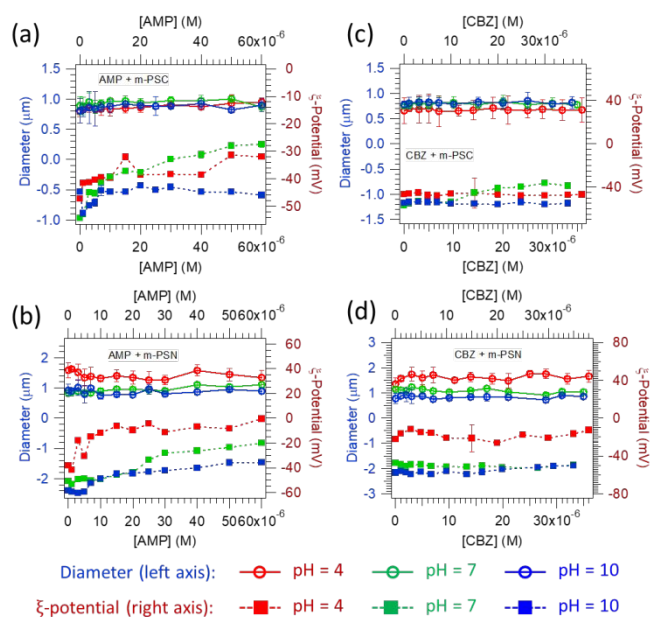 [AMP] (M)
0 20 40 60x10⁻⁶
(a)
AMP + m-PSC
Diameter (µm)
1.5
1.0
0.5
0.0
-0.5
-1.0
0
-10
-20
-30
-40
-50
ξ-Potential (mV)
0 20 40 60x10⁻⁶
[AMP] (M)
[CBZ] (M)
0 10 20 30x10⁻⁶
(c)
CBZ + m-PSC
Diameter (µm)
1.5
1.0
0.5
0.0
-0.5
-1.0
-1.5
40
0
-40
-80
ξ-Potential (mV)
0 10 20 30x10⁻⁶
[CBZ] (M)
[AMP] (M)
0 10 20 30 40 50 60x10⁻⁶
(b)
AMP + m-PSN
Diameter (µm)
2
1
0
-1
-2
60
40
20
0
-20
-40
-60
ξ-Potential (mV)
0 10 20 30 40 50 60x10⁻⁶
[AMP] (M)
[CBZ] (M)
0 10 20 30x10⁻⁶
(d)
CBZ + m-PSN
Diameter (µm)
3
2
1
0
-1
-2
-3
80
40
0
-40
-80
ξ-Potential (mV)
0 10 20 30x10⁻⁶
[CBZ] (M)
Diameter (left axis): pH = 4 pH = 7 pH = 10
ξ-potential (right axis): pH = 4 pH = 7 pH = 10